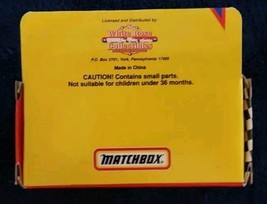 Licensed and Distributed by
White Rose
Collectibles
P.O. Box 2701, York, Pennsylvania 17405
Made in China
CAUTION! Contains small parts.
Not suitable for children under 36 months.
MATCHBOX